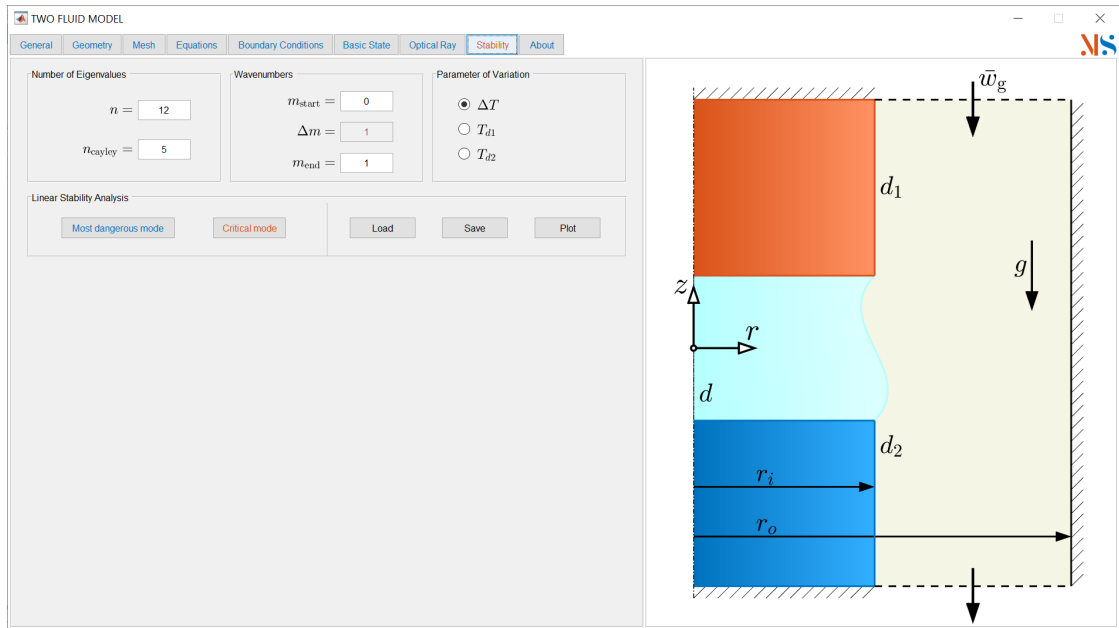 TWO FLUID MODEL
General Geometry Mesh Equations Boundary Conditions Basic State Optical Ray Stability About
MS
Number of Eigenvalues
n = 12
n_cayley = 5
Wavenumbers
m_start = 0
Δm = 1
m_end = 1
Parameter of Variation
ΔT
T_d1
T_d2
Linear Stability Analysis
Most dangerous mode Critical mode Load Save Plot
w̄_g
d_1
g
z
r
d
d_2
r_i
r_o